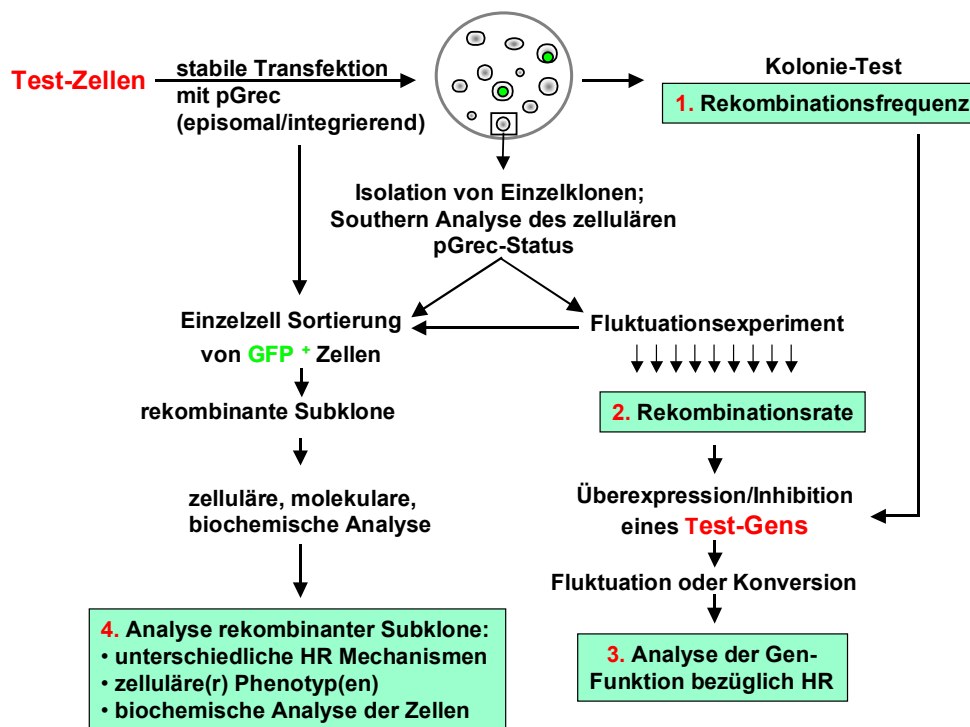 Test-Zellen
stabile Transfektion
mit pGrec
(episomal/integrierend)
Kolonie-Test
1. Rekombinationsfrequenz
Isolation von Einzelklonen;
Southern Analyse des zellulären
pGrec-Status
Einzelzell Sortierung
von GFP + Zellen
Fluktuationsexperiment
rekombinante Subklone
2. Rekombinationsrate
zelluläre, molekulare,
biochemische Analyse
Überexpression/Inhibition
eines Test-Gens
Fluktuation oder Konversion
4. Analyse rekombinanter Subklone:
• unterschiedliche HR Mechanismen
• zelluläre(r) Phenotyp(en)
• biochemische Analyse der Zellen
3. Analyse der Gen-
Funktion bezüglich HR